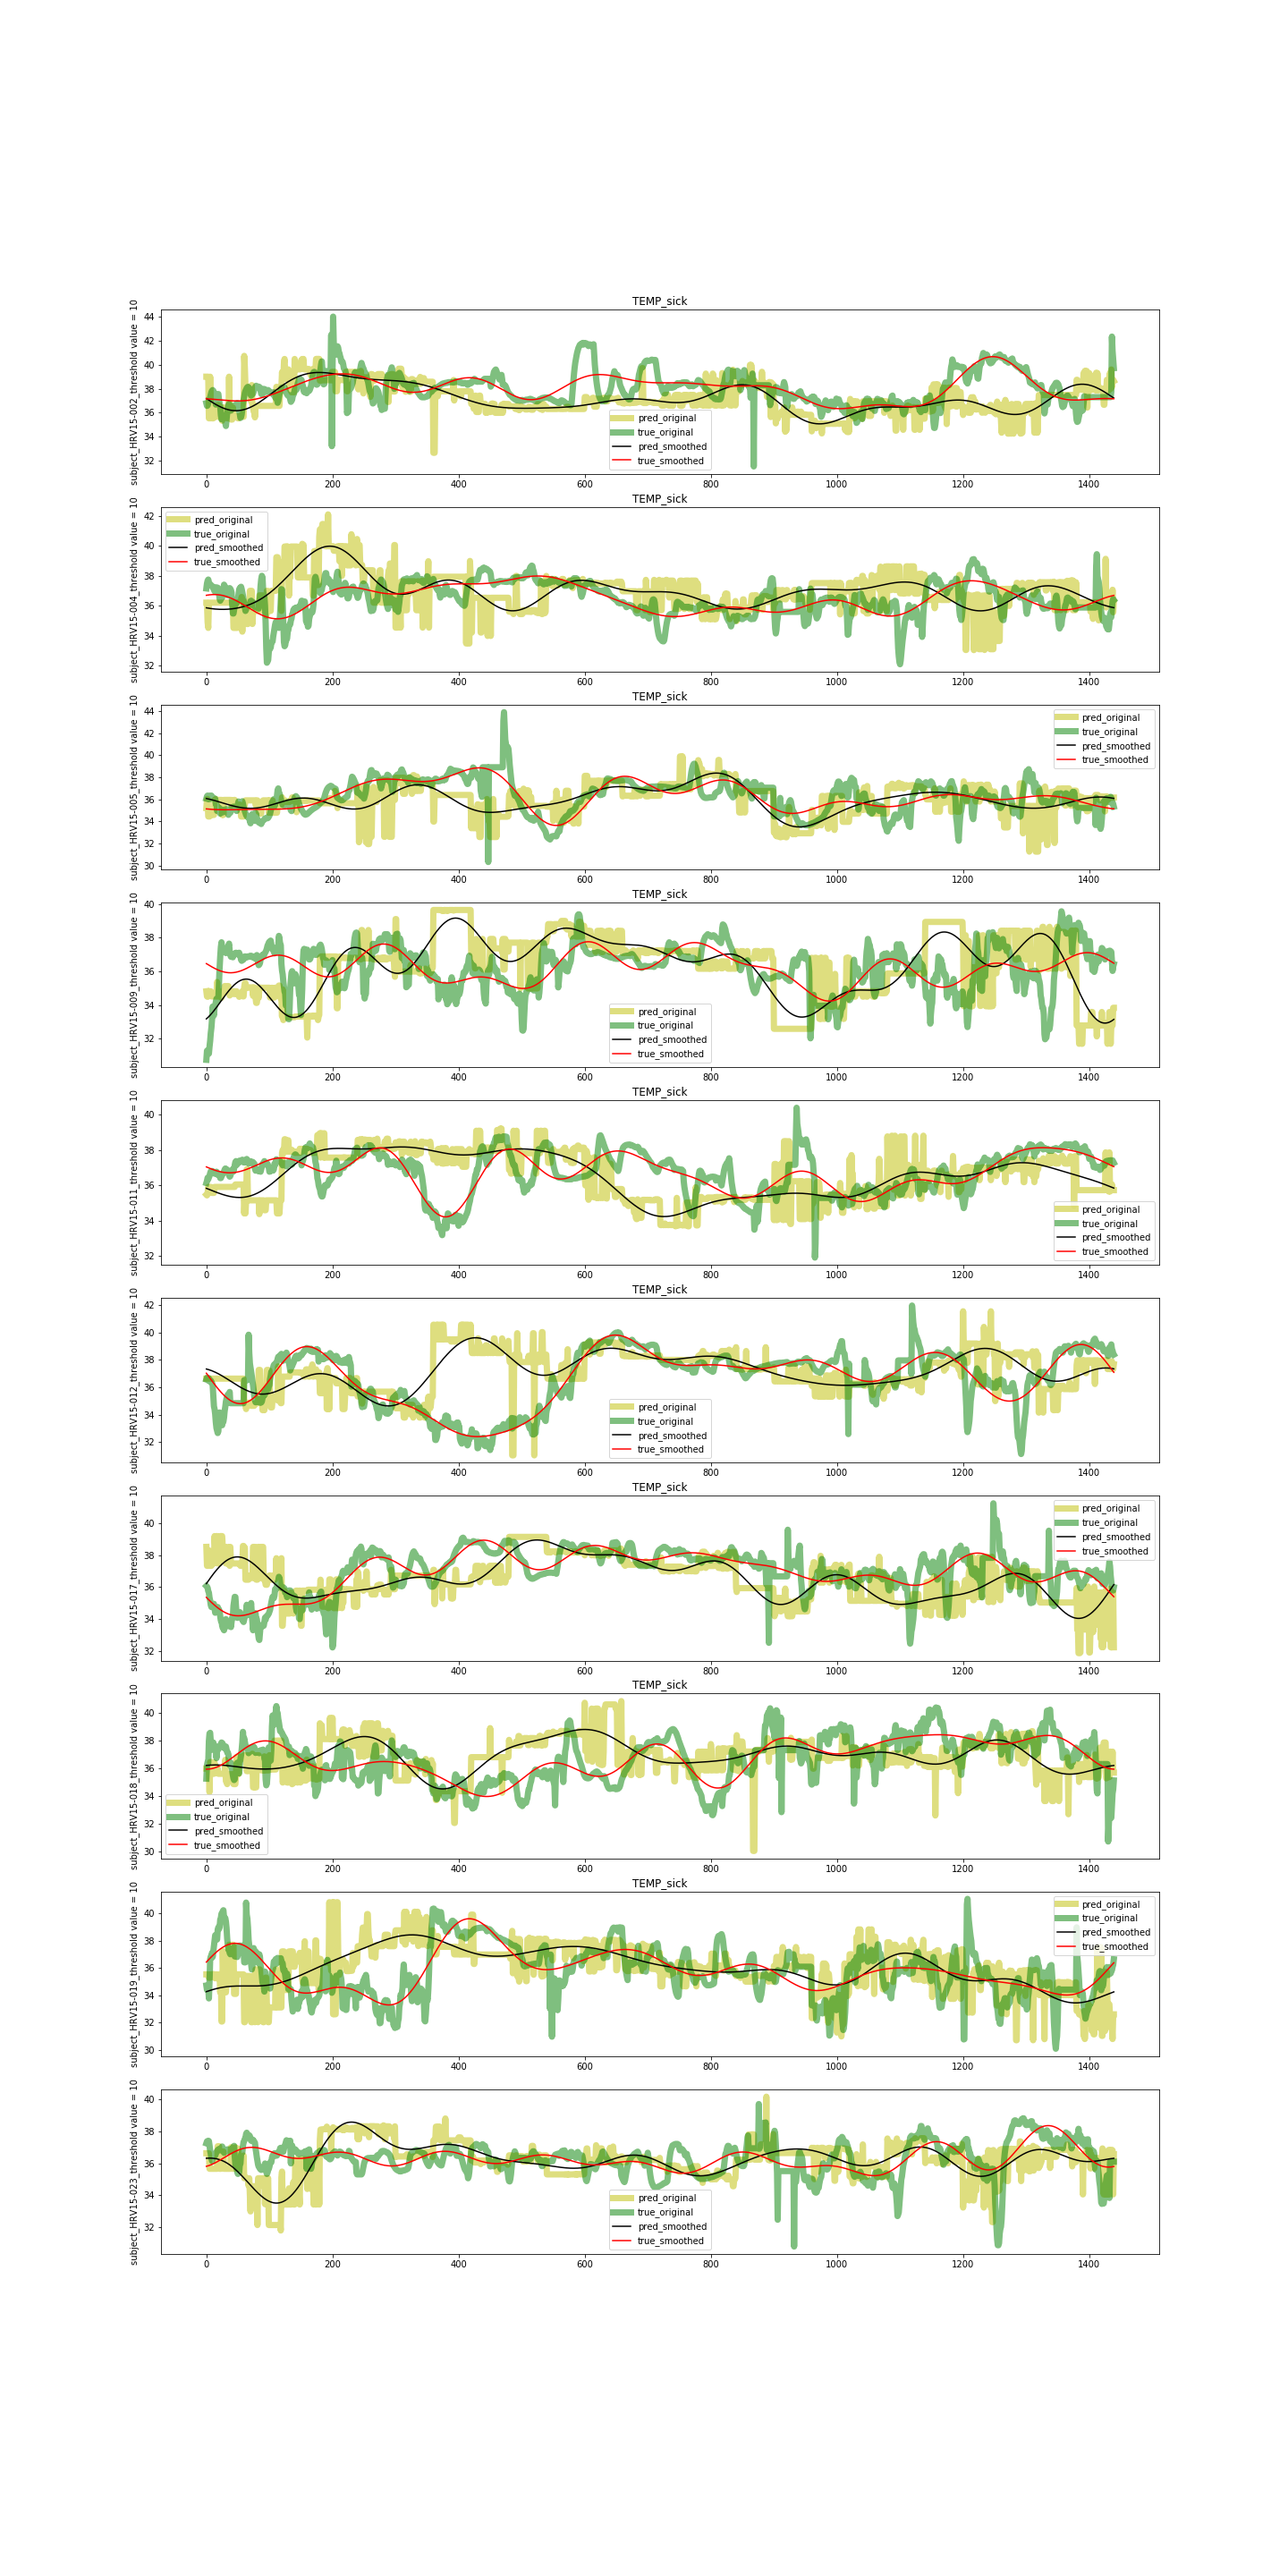 TEMP_sick
subject_HRV15-002_threshold value = 10
44
42
40
38
36
34
32
pred_original
true_original
pred_smoothed
true_smoothed
0 200 400 600 800 1000 1200 1400
TEMP_sick
subject_HRV15-004_threshold value = 10
42
40
38
36
34
32
pred_original
true_original
pred_smoothed
true_smoothed
0 200 400 600 800 1000 1200 1400
TEMP_sick
subject_HRV15-005_threshold value = 10
44
42
40
38
36
34
32
30
pred_original
true_original
pred_smoothed
true_smoothed
0 200 400 600 800 1000 1200 1400
TEMP_sick
subject_HRV15-009_threshold value = 10
40
38
36
34
32
pred_original
true_original
pred_smoothed
true_smoothed
0 200 400 600 800 1000 1200 1400
TEMP_sick
subject_HRV15-011_threshold value = 10
40
38
36
34
32
pred_original
true_original
pred_smoothed
true_smoothed
0 200 400 600 800 1000 1200 1400
TEMP_sick
subject_HRV15-012_threshold value = 10
42
40
38
36
34
32
pred_original
true_original
pred_smoothed
true_smoothed
0 200 400 600 800 1000 1200 1400
TEMP_sick
subject_HRV15-017_threshold value = 10
40
38
36
34
32
pred_original
true_original
pred_smoothed
true_smoothed
0 200 400 600 800 1000 1200 1400
TEMP_sick
subject_HRV15-018_threshold value = 10
40
38
36
34
32
30
pred_original
true_original
pred_smoothed
true_smoothed
0 200 400 600 800 1000 1200 1400
TEMP_sick
subject_HRV15-019_threshold value = 10
40
38
36
34
32
30
pred_original
true_original
pred_smoothed
true_smoothed
0 200 400 600 800 1000 1200 1400
subject_HRV15-023_threshold value = 10
40
38
36
34
32
pred_original
true_original
pred_smoothed
true_smoothed
0 200 400 600 800 1000 1200 1400